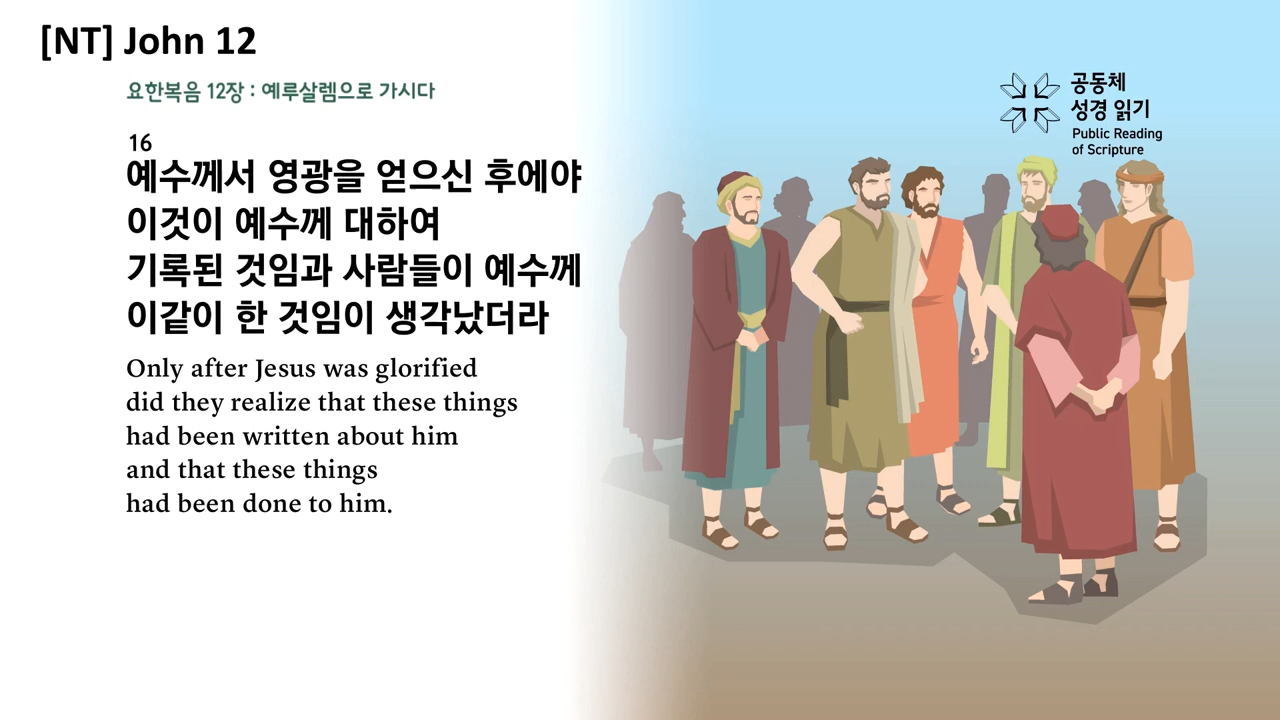 [NT] John 12
요한복음 12장 : 예루살렘으로 가시다
16
예수께서 영광을 얻으신 후에야
이것이 예수께 대하여
기록된 것임과 사람들이 예수께
이같이 한 것임이 생각났더라
Only after Jesus was glorified
did they realize that these things
had been written about him
and that these things
had been done to him.
공동체
성경 읽기
Public Reading
of Scripture